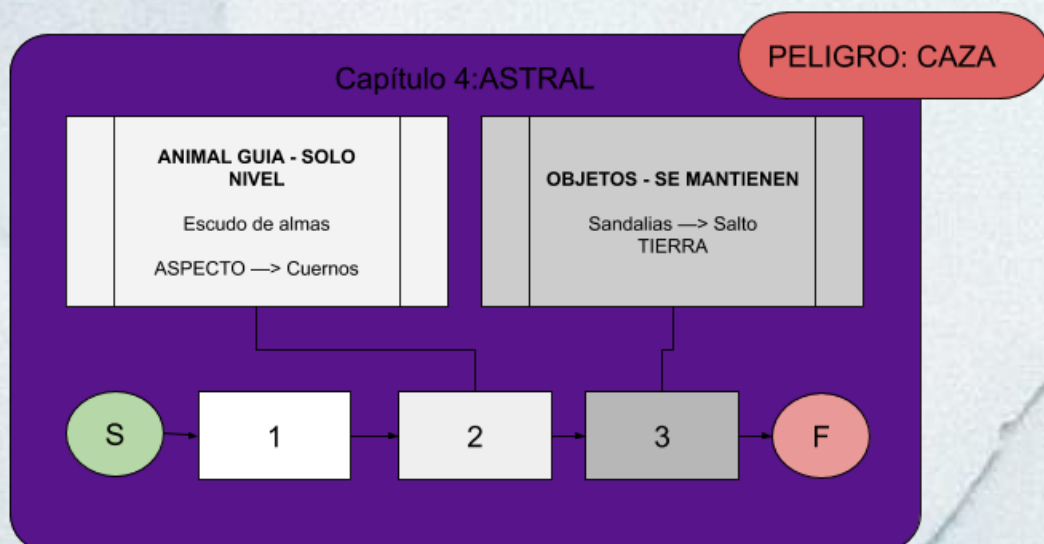 PELIGRO: CAZA
Capítulo 4:ASTRAL
ANIMAL GUIA - SOLO
NIVEL
Escudo de almas
ASPECTO —> Cuernos
OBJETOS - SE MANTIENEN
Sandalias —> Salto
TIERRA
S
1
2
3
F